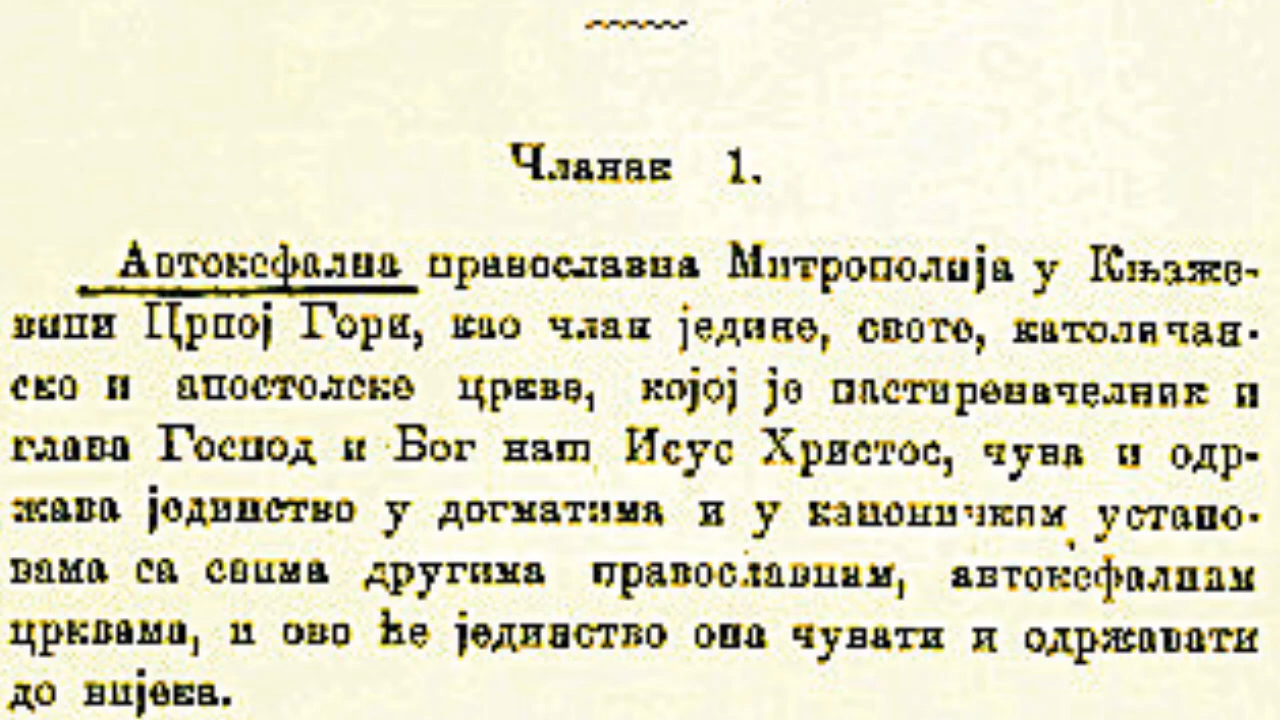 Чланак 1.
Автокефална православна Митрополија у Књаже-
вини Црној Гори, као члан једине, свете, католичан-
ско и апостолске цркве, којој је пастиреначелник и
глава Господ и Бог наш Исус Христос, чува и одр-
жава јединство у догматима и у каноничким устано-
вама са свима другима православним, автокефалним
црквама, и ово ће јединство она чувати и одржавати
до вијека.